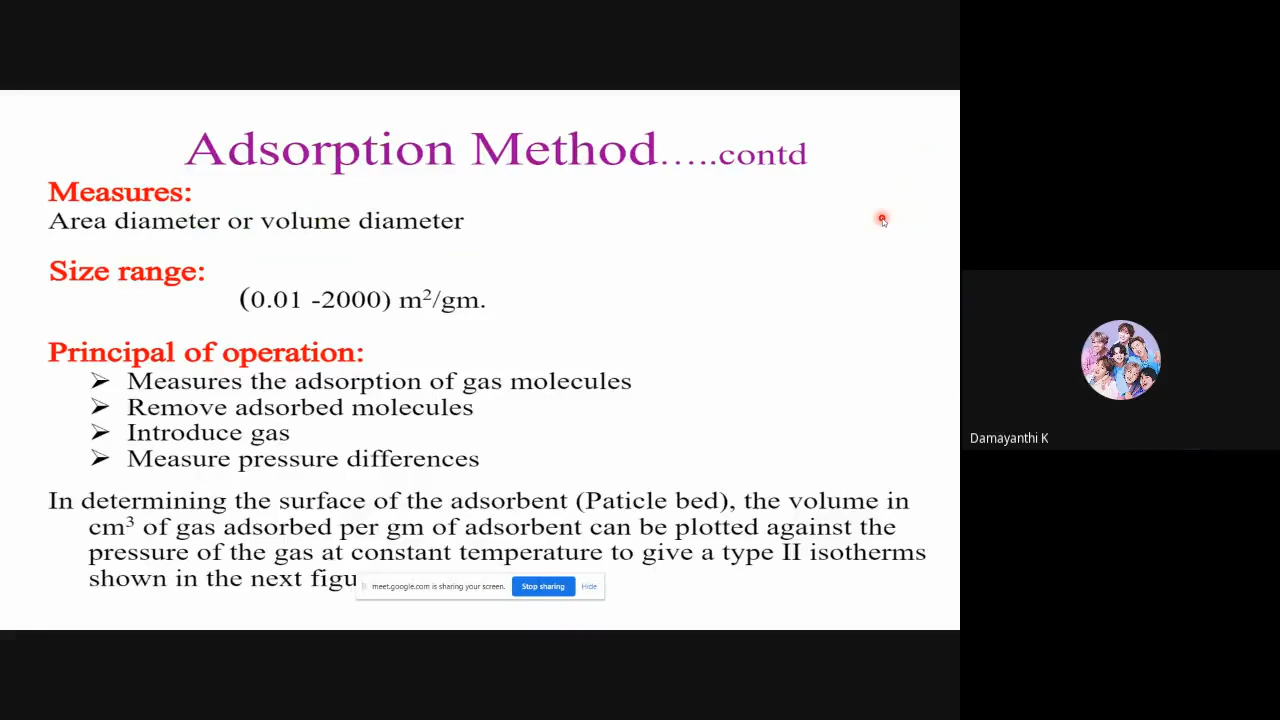 Adsorption Method…..contd
Measures:
Area diameter or volume diameter
Size range:
(0.01 -2000) m²/gm.
Principal of operation:
➢ Measures the adsorption of gas molecules
➢ Remove adsorbed molecules
➢ Introduce gas
➢ Measure pressure differences
In determining the surface of the adsorbent (Paticle bed), the volume in
cm³ of gas adsorbed per gm of adsorbent can be plotted against the
pressure of the gas at constant temperature to give a type II isotherms
shown in the next figu
meet.google.com is sharing your screen. Stop sharing Hide
Damayanthi K